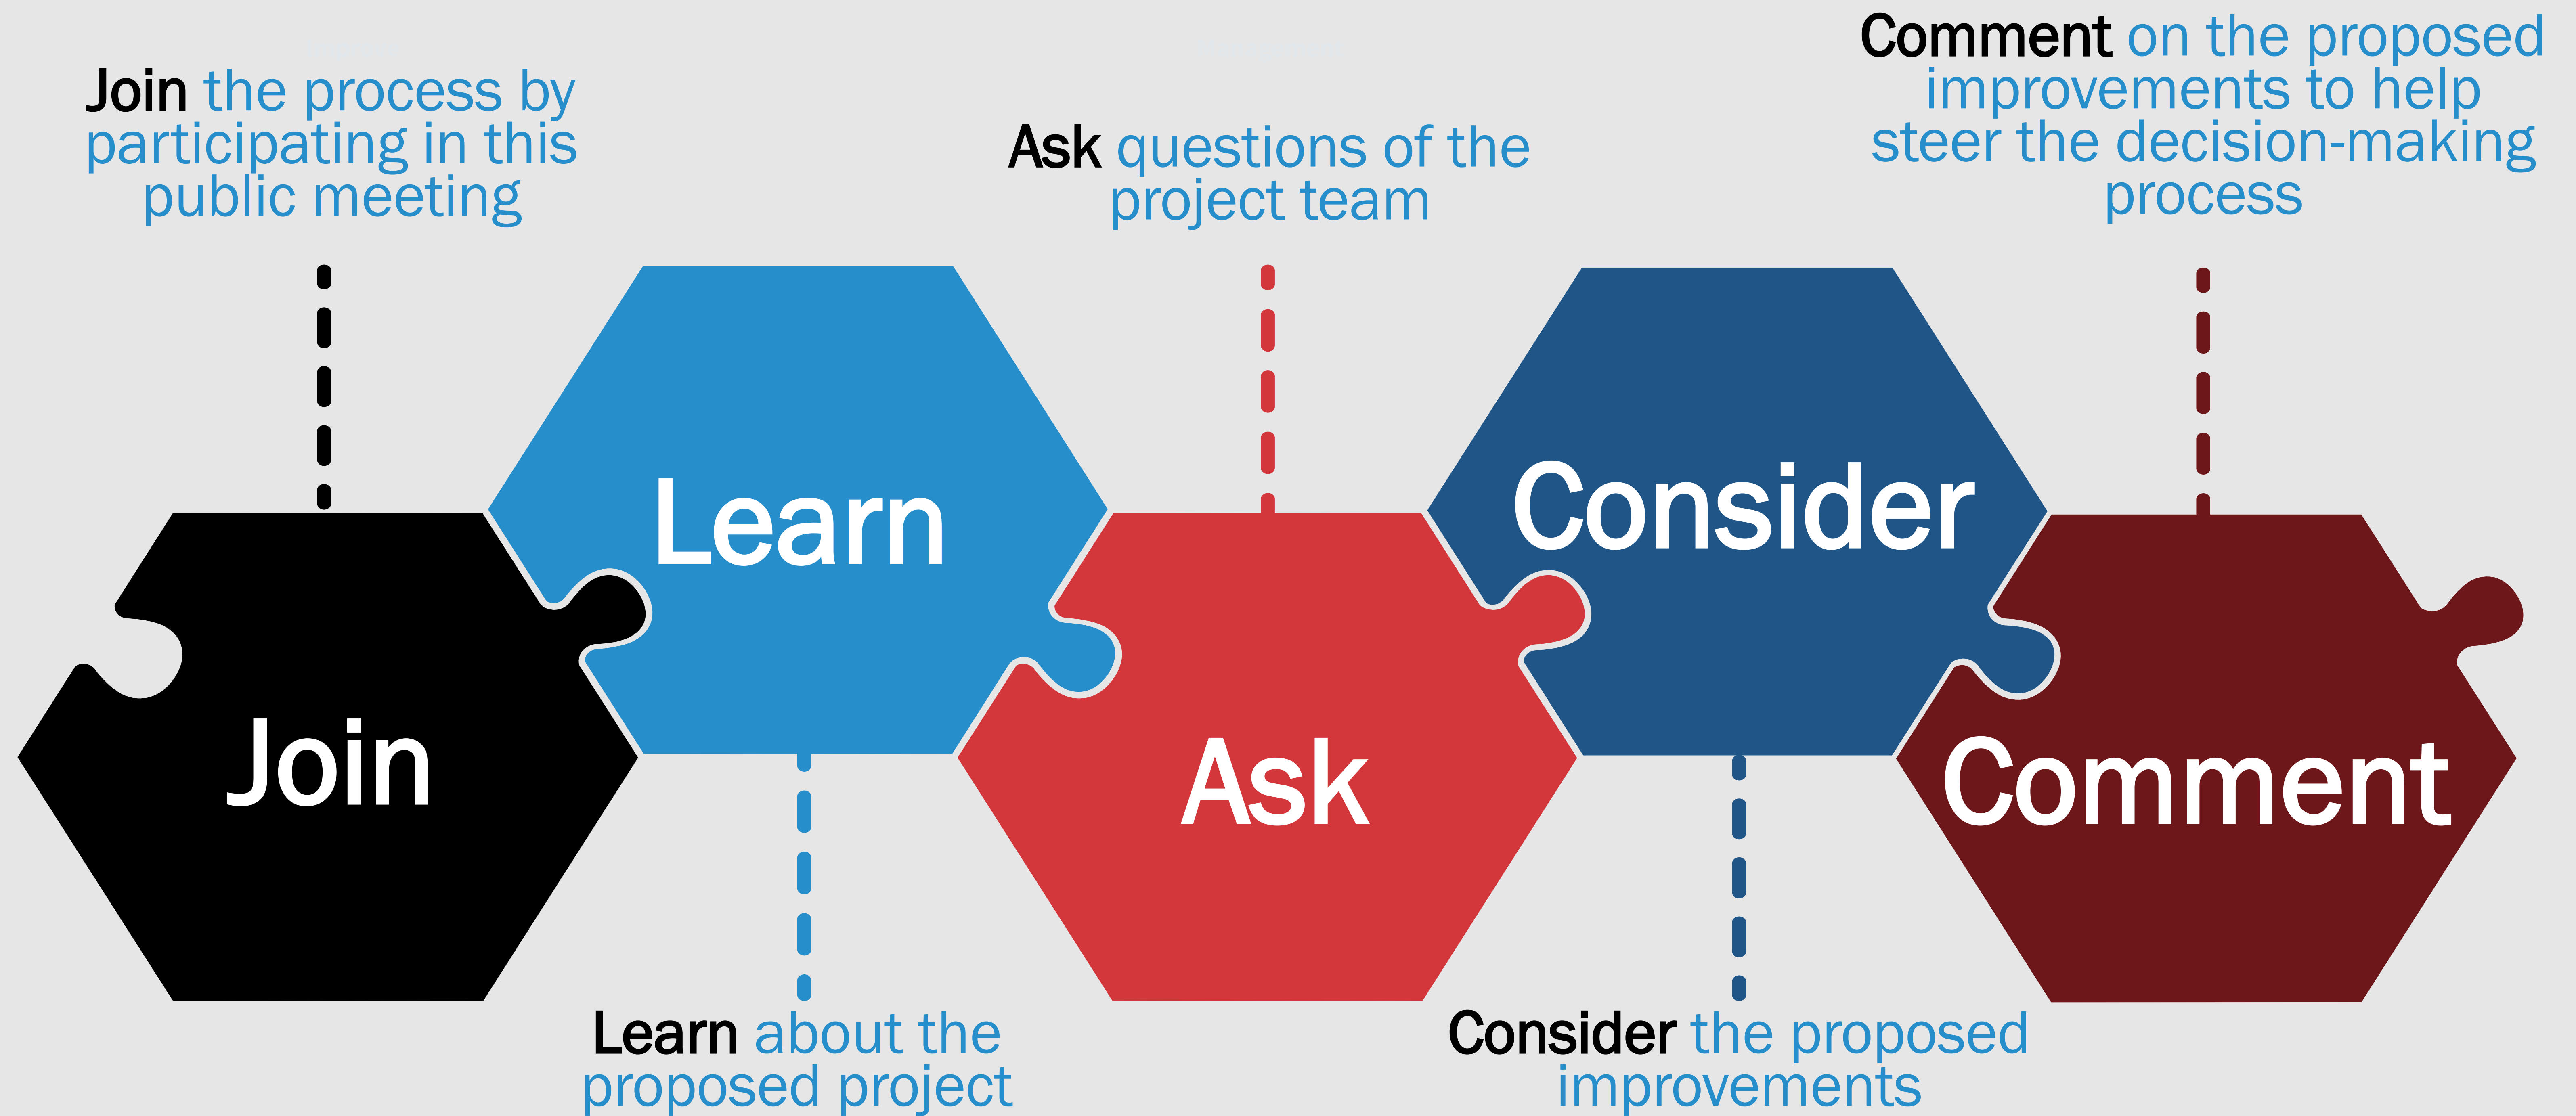 Join the process by
participating in this
public meeting
Ask questions of the
project team
Comment on the proposed
improvements to help
steer the decision-making
process
Join
Learn
Ask
Consider
Comment
Learn about the
proposed project
Consider the proposed
improvements